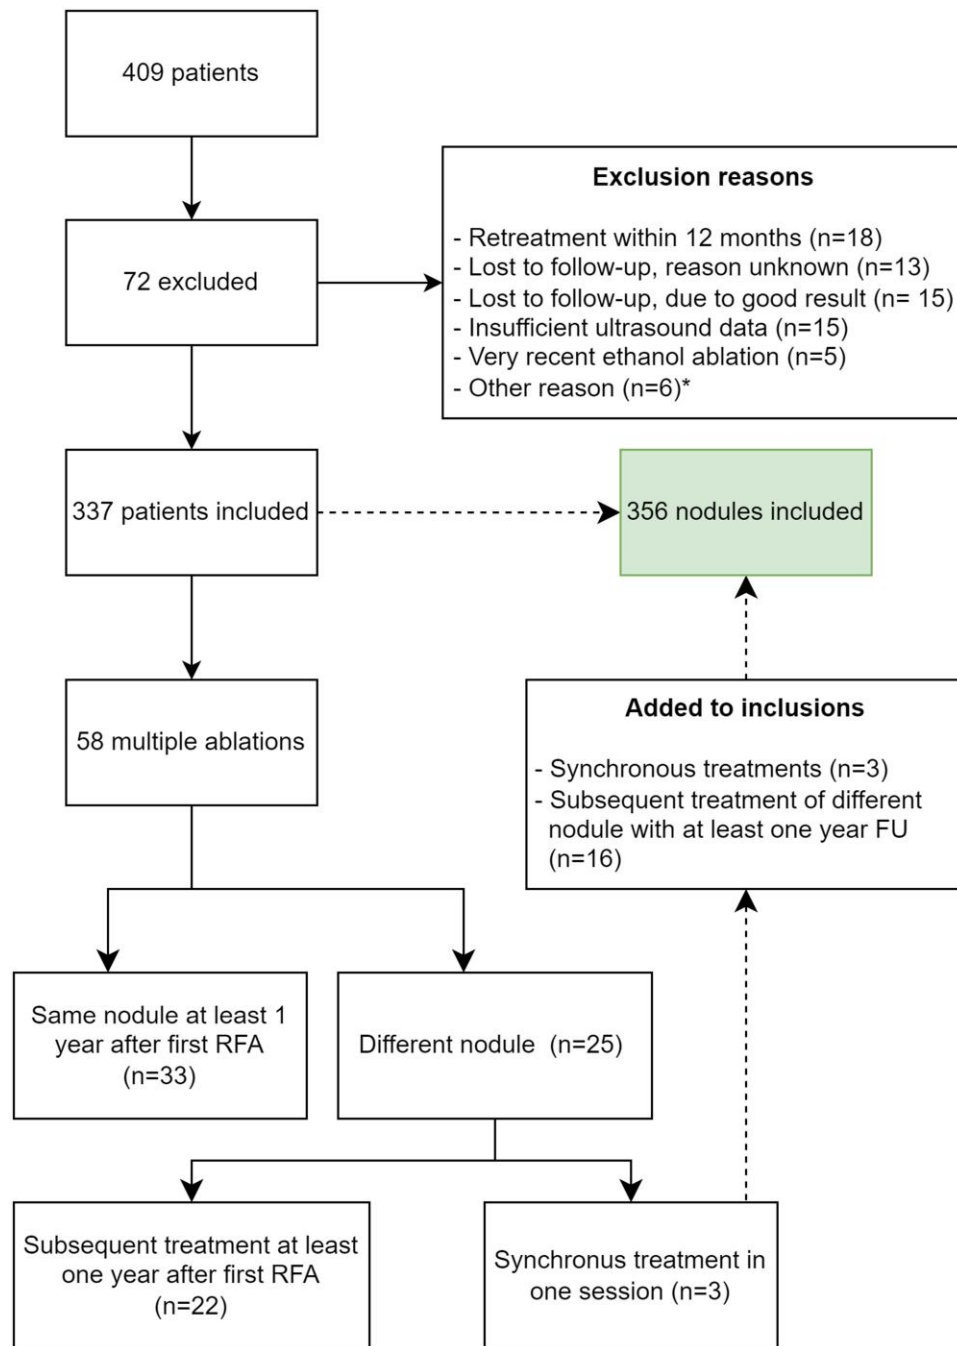 409 patients
72 excluded
Exclusion reasons
- Retreatment within 12 months (n=18)
- Lost to follow-up, reason unknown (n=13)
- Lost to follow-up, due to good result (n= 15)
- Insufficient ultrasound data (n=15)
- Very recent ethanol ablation (n=5)
- Other reason (n=6)*
337 patients included
356 nodules included
58 multiple ablations
Added to inclusions
- Synchronous treatments (n=3)
- Subsequent treatment of different
nodule with at least one year FU
(n=16)
Same nodule at least 1
year after first RFA
(n=33)
Different nodule (n=25)
Subsequent treatment at least
one year after first RFA
(n=22)
Synchronus treatment in
one session (n=3)